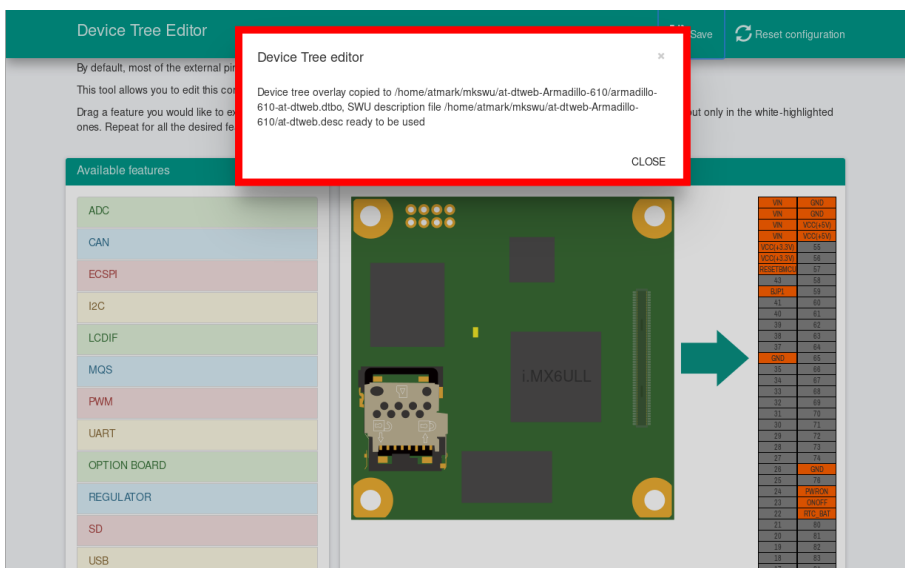 Device Tree Editor
Save
Reset configuration
By default, most of the external pin
This tool allows you to edit this con
Drag a feature you would like to ex
out only in the white-highlighted
ones. Repeat for all the desired fe
Device Tree editor
×
Device tree overlay copied to /home/atmark/mkswu/at-dtweb-Armadillo-610/armadillo-
610-at-dtweb.dtbo, SWU description file /home/atmark/mkswu/at-dtweb-Armadillo-
610/at-dtweb.desc ready to be used
CLOSE
Available features
ADC
CAN
ECSPI
I2C
LCDIF
MQS
PWM
UART
OPTION BOARD
REGULATOR
SD
USB
i.MX6ULL
VIN GND
VIN GND
VIN VCC(+5V)
VIN VCC(+5V)
VCC(+3.3V) 55
VCC(+3.3V) 56
RESETBMCU 57
43 58
BJP1 59
41 60
40 61
39 62
38 63
37 64
GND 65
35 66
34 67
33 68
32 69
31 70
30 71
29 72
28 73
27 74
26 GND
25 76
24 PWRON
23 ONOFF
22 RTC_BAT
21 80
20 81
19 82
18 83